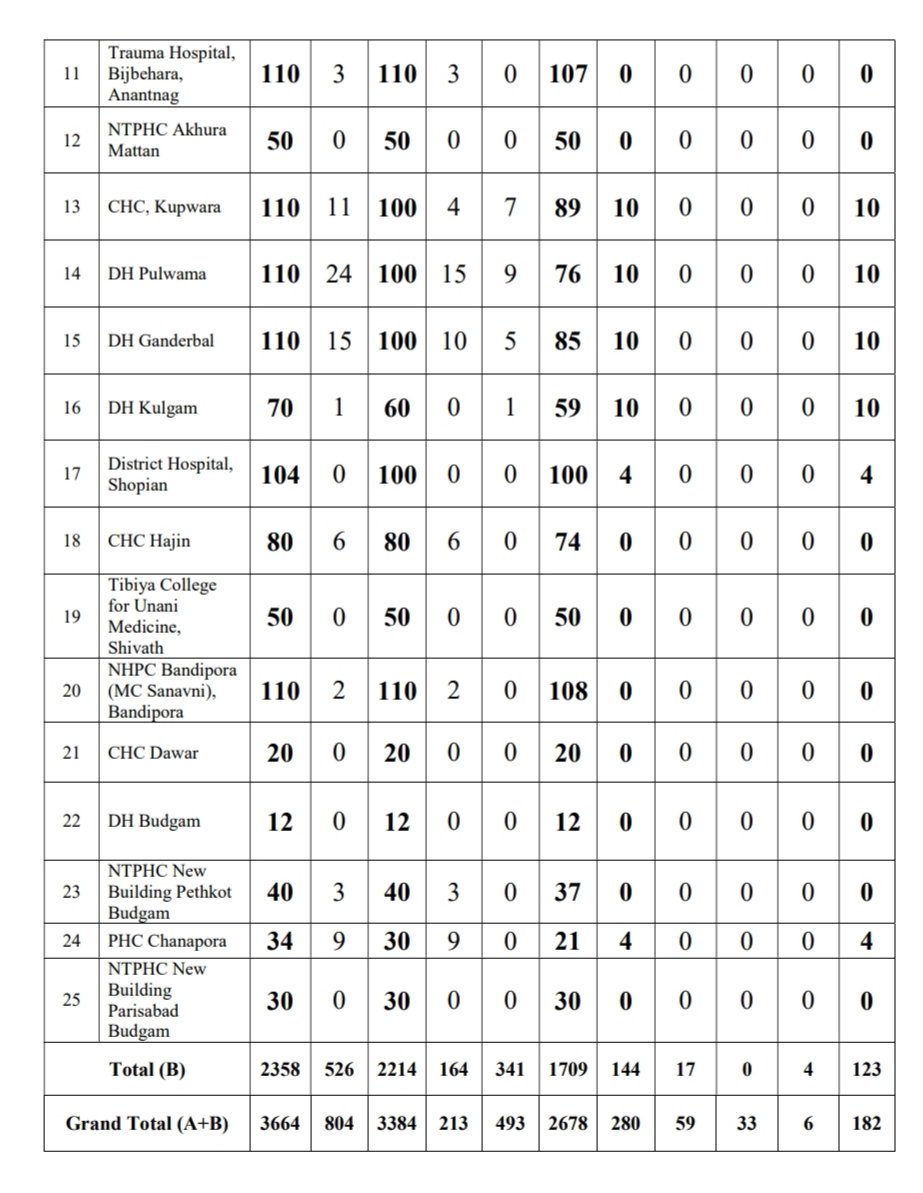 11 Trauma Hospital, Bijbehara, Anantnag 110 3 110 3 0 107 0 0 0 0 0
12 NTPHC Akhura Mattan 50 0 50 0 0 50 0 0 0 0 0
13 CHC, Kupwara 110 11 100 4 7 89 10 0 0 0 10
14 DH Pulwama 110 24 100 15 9 76 10 0 0 0 10
15 DH Ganderbal 110 15 100 10 5 85 10 0 0 0 10
16 DH Kulgam 70 1 60 0 1 59 10 0 0 0 10
17 District Hospital, Shopian 104 0 100 0 0 100 4 0 0 0 4
18 CHC Hajin 80 6 80 6 0 74 0 0 0 0 0
19 Tibiya College for Unani Medicine, Shivath 50 0 50 0 0 50 0 0 0 0 0
20 NHPC Bandipora (MC Sanavni), Bandipora 110 2 110 2 0 108 0 0 0 0 0
21 CHC Dawar 20 0 20 0 0 20 0 0 0 0 0
22 DH Budgam 12 0 12 0 0 12 0 0 0 0 0
23 NTPHC New Building Pethkot Budgam 40 3 40 3 0 37 0 0 0 0 0
24 PHC Chanapora 34 9 30 9 0 21 4 0 0 0 4
25 NTPHC New Building Parisabad Budgam 30 0 30 0 0 30 0 0 0 0 0
Total (B) 2358 526 2214 164 341 1709 144 17 0 4 123
Grand Total (A+B) 3664 804 3384 213 493 2678 280 59 33 6 182